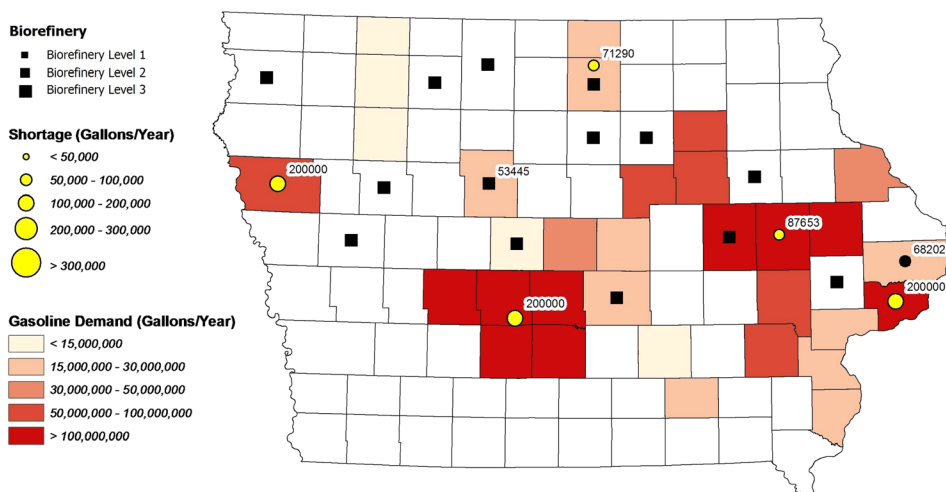 Biorefinery
Biorefinery Level 1
Biorefinery Level 2
Biorefinery Level 3
Shortage (Gallons/Year)
< 50,000
50,000 - 100,000
100,000 - 200,000
200,000 - 300,000
> 300,000
Gasoline Demand (Gallons/Year)
< 15,000,000
15,000,000 - 30,000,000
30,000,000 - 50,000,000
50,000,000 - 100,000,000
> 100,000,000
71290
200000
53445
87653
68202
200000
200000